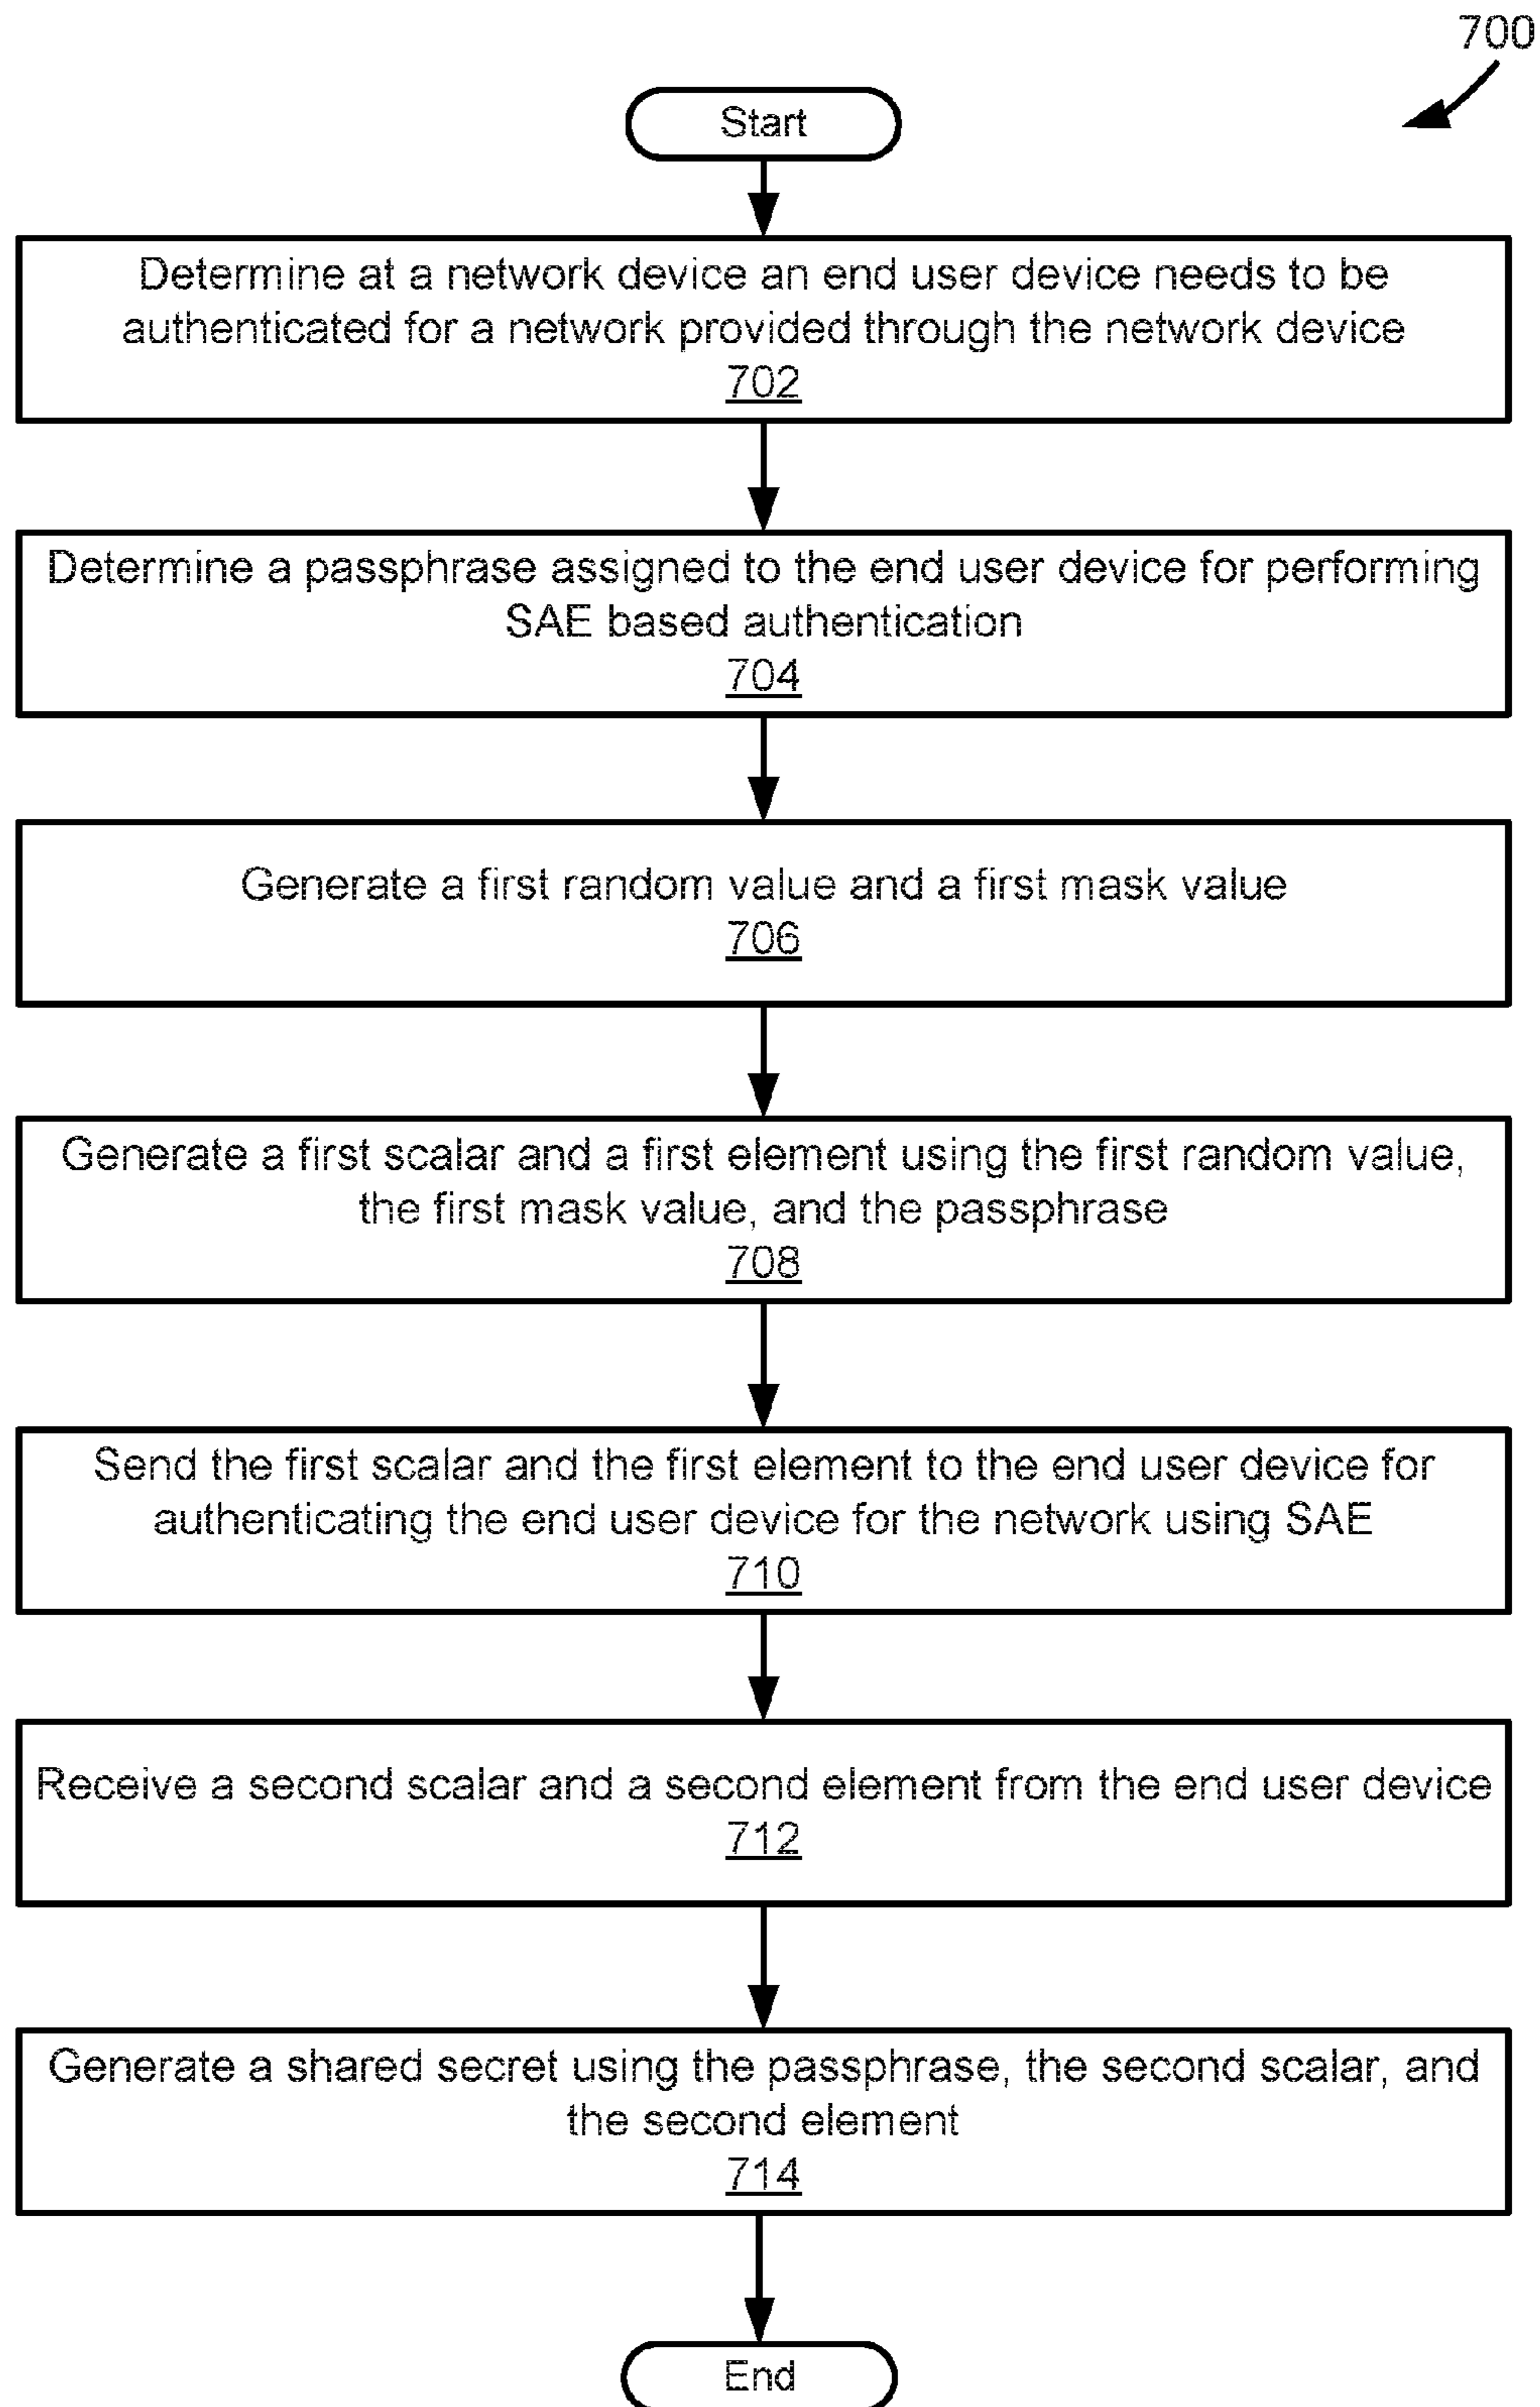 700
Start
Determine at a network device an end user device needs to be
authenticated for a network provided through the network device
702
Determine a passphrase assigned to the end user device for performing
SAE based authentication
704
Generate a first random value and a first mask value
706
Generate a first scalar and a first element using the first random value,
the first mask value, and the passphrase
708
Send the first scalar and the first element to the end user device for
authenticating the end user device for the network using SAE
710
Receive a second scalar and a second element from the end user device
712
Generate a shared secret using the passphrase, the second scalar, and
the second element
714
End